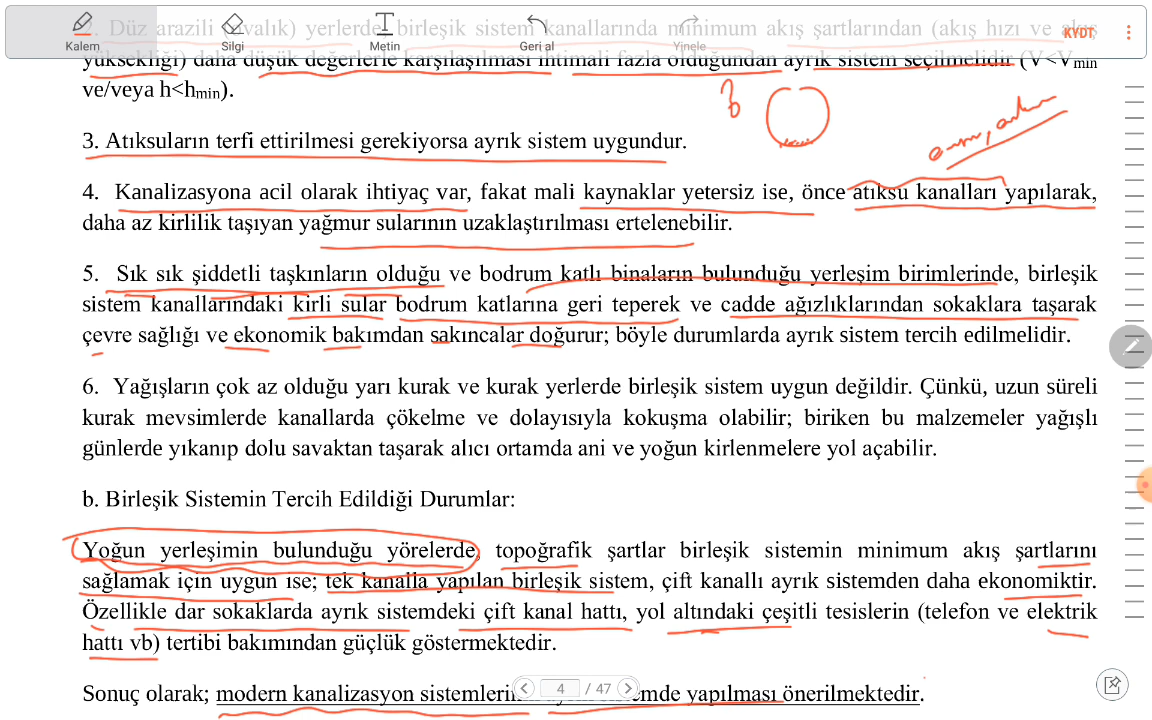 2. Düz arazili (ovalık) yerlerde birleşik sistem kanallarında minimum akış şartlarından (akış hızı ve akış
Kalem Silgi Metin Geri al Yinele KYDT
yüksekliği) daha düşük değerlerle karşılaşılması ihtimali fazla olduğundan ayrık sistem seçilmelidir (V<Vmin
ve/veya h<hmin).
3. Atıksuların terfi ettirilmesi gerekiyorsa ayrık sistem uygundur.
4. Kanalizasyona acil olarak ihtiyaç var, fakat mali kaynaklar yetersiz ise, önce atıksu kanalları yapılarak,
daha az kirlilik taşıyan yağmur sularının uzaklaştırılması ertelenebilir.
5. Sık sık şiddetli taşkınların olduğu ve bodrum katlı binaların bulunduğu yerleşim birimlerinde, birleşik
sistem kanallarındaki kirli sular bodrum katlarına geri teperek ve cadde ağızlıklarından sokaklara taşarak
çevre sağlığı ve ekonomik bakımdan sakıncalar doğurur; böyle durumlarda ayrık sistem tercih edilmelidir.
6. Yağışların çok az olduğu yarı kurak ve kurak yerlerde birleşik sistem uygun değildir. Çünkü, uzun süreli
kurak mevsimlerde kanallarda çökelme ve dolayısıyla kokuşma olabilir; biriken bu malzemeler yağışlı
günlerde yıkanıp dolu savaktan taşarak alıcı ortamda ani ve yoğun kirlenmelere yol açabilir.
b. Birleşik Sistemin Tercih Edildiği Durumlar:
Yoğun yerleşimin bulunduğu yörelerde, topoğrafik şartlar birleşik sistemin minimum akış şartlarını
sağlamak için uygun ise; tek kanalla yapılan birleşik sistem, çift kanallı ayrık sistemden daha ekonomiktir.
Özellikle dar sokaklarda ayrık sistemdeki çift kanal hattı, yol altındaki çeşitli tesislerin (telefon ve elektrik
hattı vb) tertibi bakımından güçlük göstermektedir.
Sonuç olarak; modern kanalizasyon sistemlerin yapılması önerilmektedir.
4 / 47